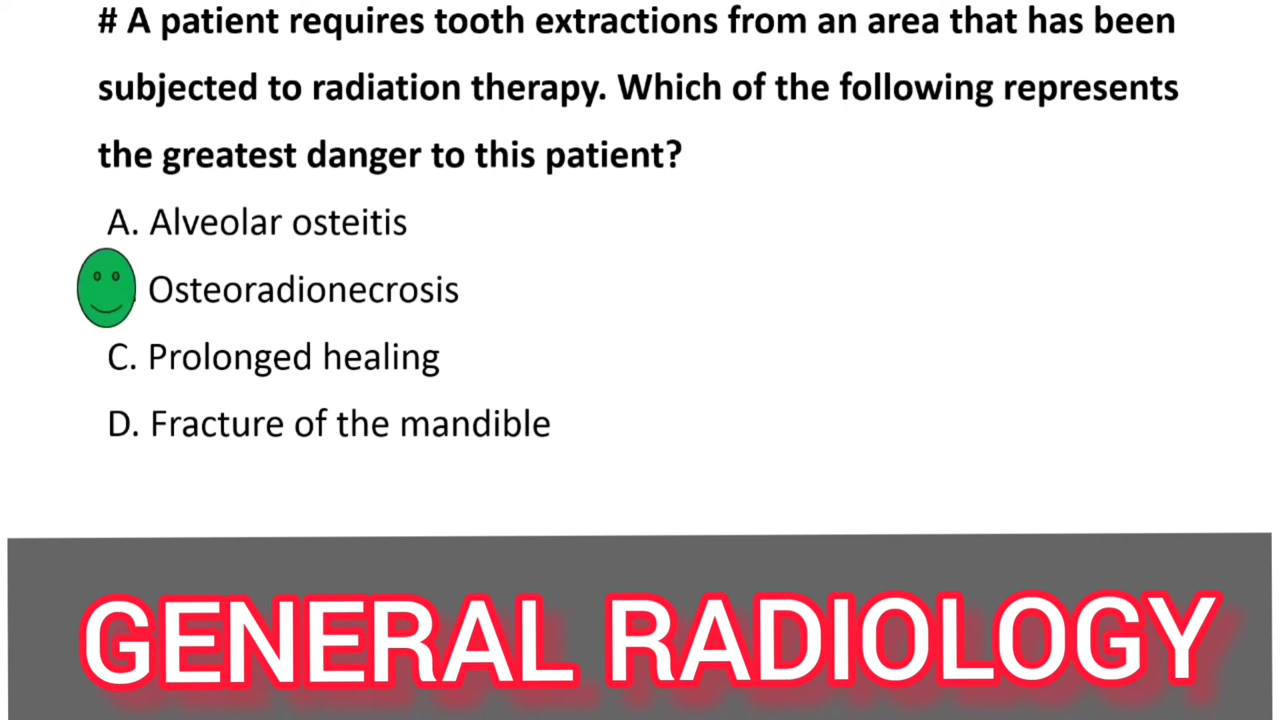 # A patient requires tooth extractions from an area that has been
subjected to radiation therapy. Which of the following represents
the greatest danger to this patient?
A. Alveolar osteitis
Osteoradionecrosis
C. Prolonged healing
D. Fracture of the mandible
GENERAL RADIOLOGY